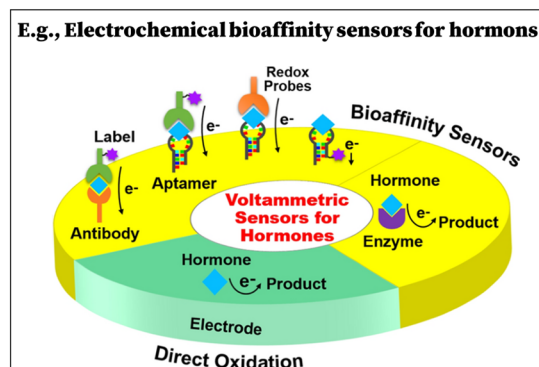 E.g., Electrochemical bioaffinity sensors for hormons
Redox
Probes
Label
e-
e-
e-
e-
Bioaffinity Sensors
Aptamer
Antibody
Hormone
e-
Product
Enzyme
Voltammetric
Sensors for
Hormones
Hormone
e-
Product
Electrode
Direct Oxidation